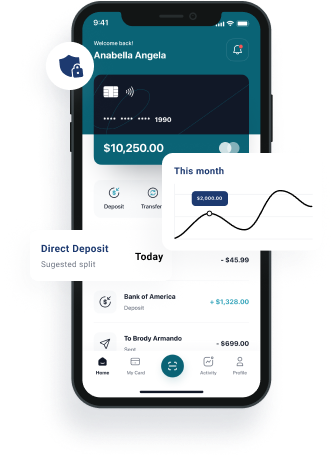 9:41
Welcome back!
Anabella Angela
•••• •••• •••• 1990
$10,250.00
This month
$2,000.00
Deposit
Transfer
Direct Deposit
Sugested split
Today
- $45.99
Bank of America
+ $1,328.00
Deposit
To Brody Armando
- $699.00
Sent
Home
My Card
Activity
Profile